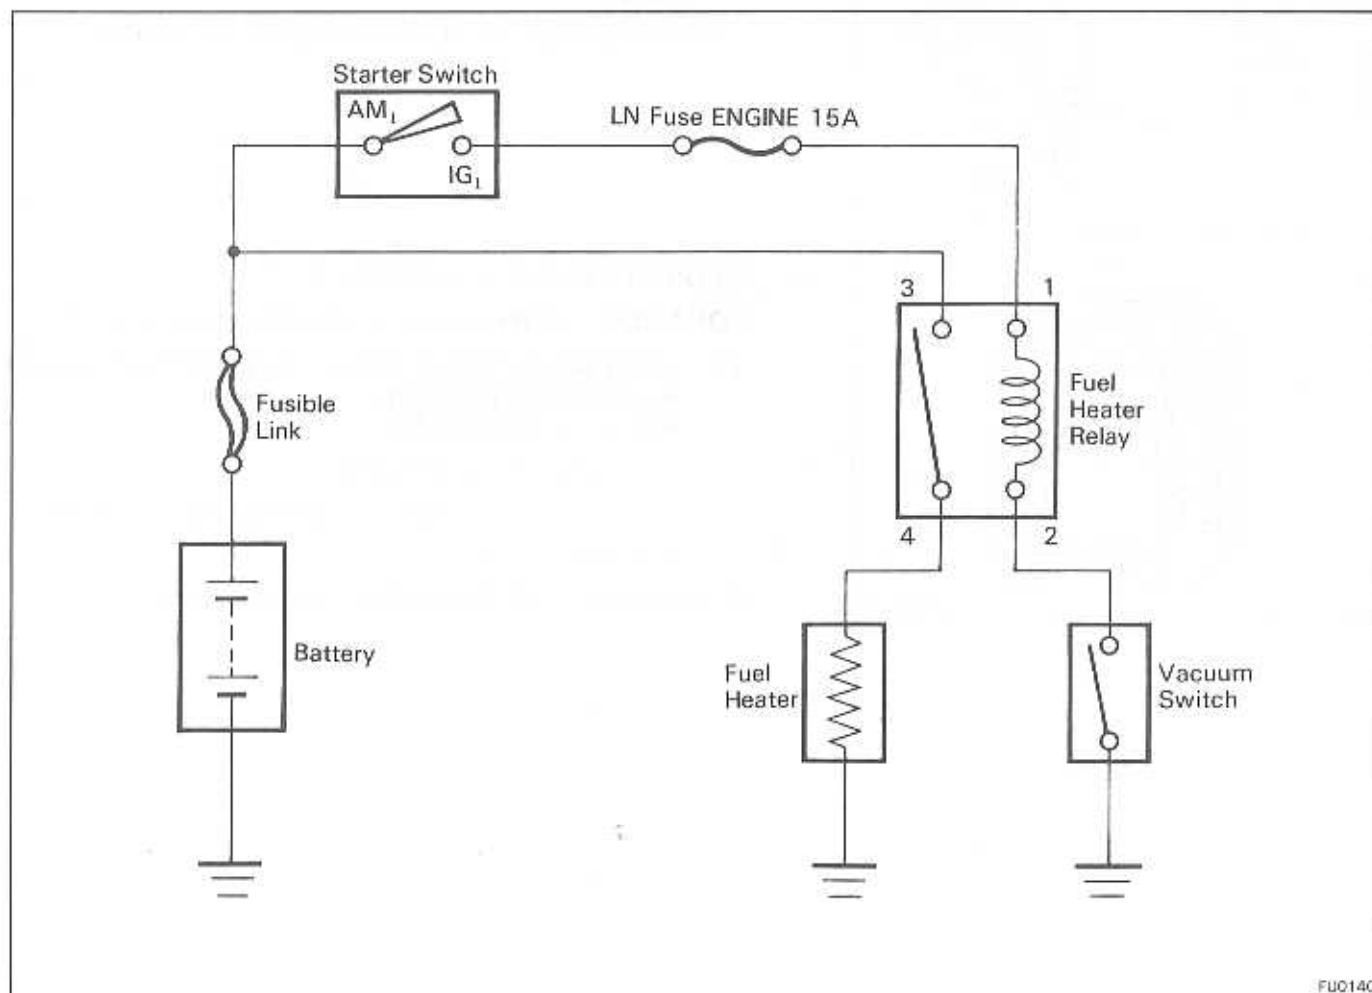 Starter Switch
AM1
IG1
LN Fuse ENGINE 15A
3
1
Fuel
Heater
Relay
4
2
Fusible
Link
Battery
Fuel
Heater
Vacuum
Switch
FU0140